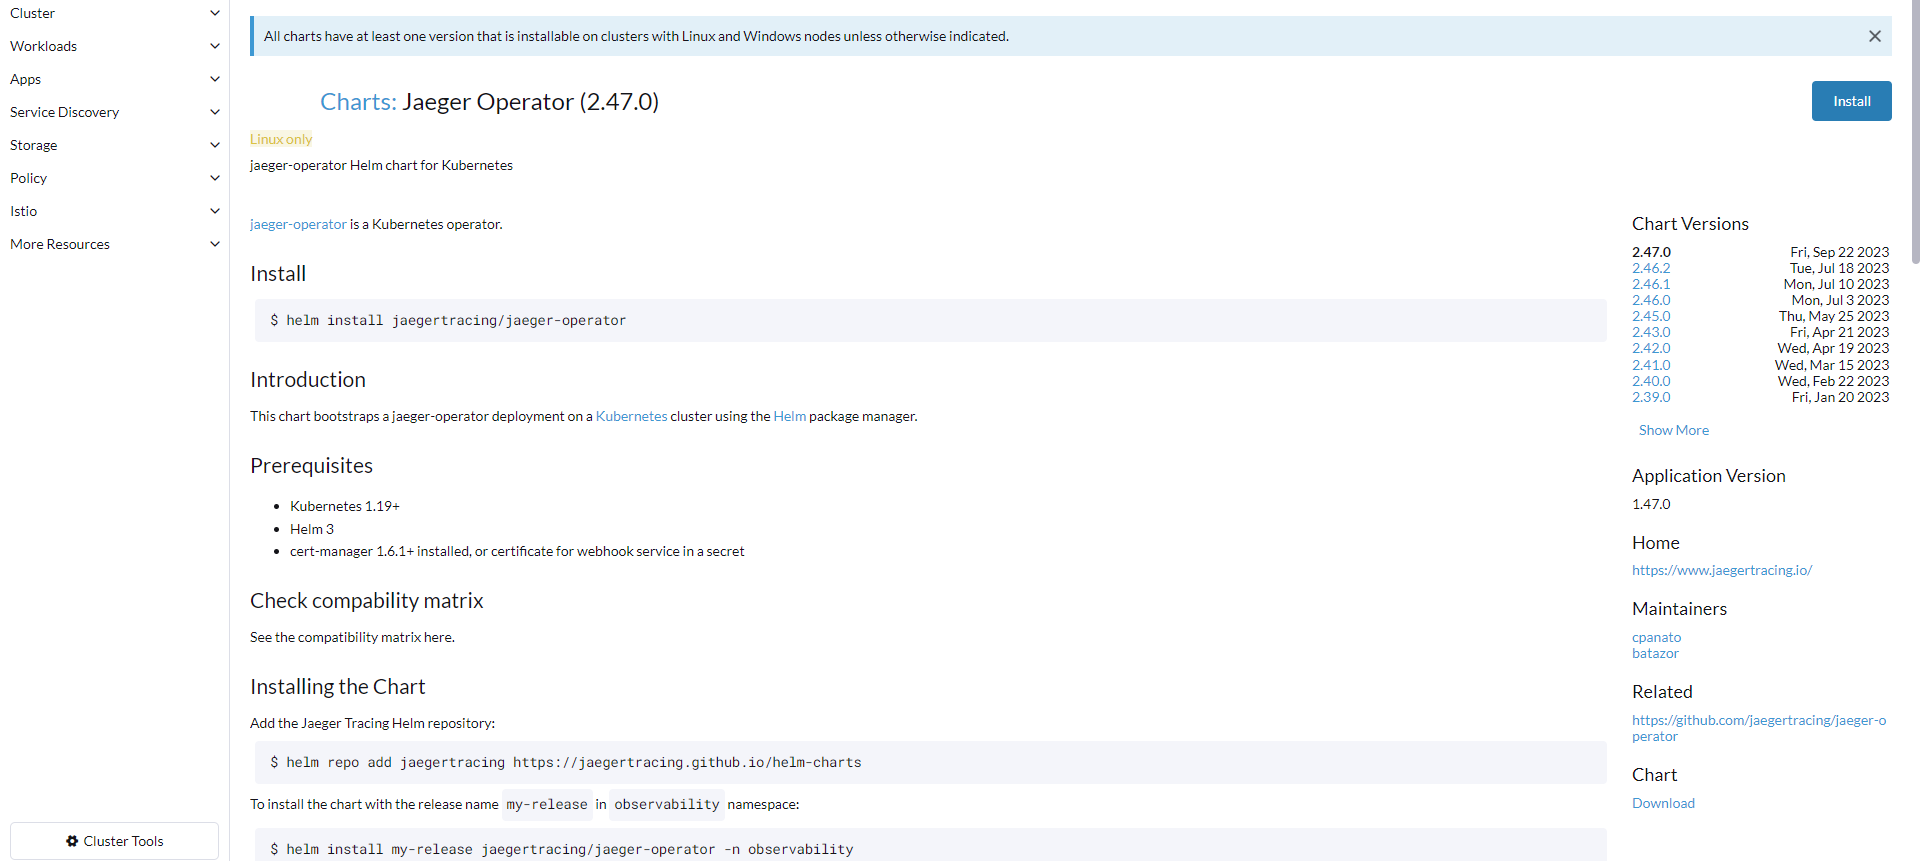 Cluster
Workloads
Apps
Service Discovery
Storage
Policy
Istio
More Resources
Cluster Tools
All charts have at least one version that is installable on clusters with Linux and Windows nodes unless otherwise indicated.
Charts: Jaeger Operator (2.47.0)
Install
Linux only
jaeger-operator Helm chart for Kubernetes
jaeger-operator is a Kubernetes operator.
Install
$ helm install jaegertracing/jaeger-operator
Introduction
This chart bootstraps a jaeger-operator deployment on a Kubernetes cluster using the Helm package manager.
Prerequisites
• Kubernetes 1.19+
• Helm 3
• cert-manager 1.6.1+ installed, or certificate for webhook service in a secret
Check compability matrix
See the compatibility matrix here.
Installing the Chart
Add the Jaeger Tracing Helm repository:
$ helm repo add jaegertracing https://jaegertracing.github.io/helm-charts
To install the chart with the release name my-release in observability namespace:
$ helm install my-release jaegertracing/jaeger-operator -n observability
Chart Versions
2.47.0 Fri, Sep 22 2023
2.46.2 Tue, Jul 18 2023
2.46.1 Mon, Jul 10 2023
2.46.0 Mon, Jul 3 2023
2.45.0 Thu, May 25 2023
2.43.0 Fri, Apr 21 2023
2.42.0 Wed, Apr 19 2023
2.41.0 Wed, Mar 15 2023
2.40.0 Wed, Feb 22 2023
2.39.0 Fri, Jan 20 2023
Show More
Application Version
1.47.0
Home
https://www.jaegertracing.io/
Maintainers
cpanato
batazor
Related
https://github.com/jaegertracing/jaeger-o
perator
Chart
Download